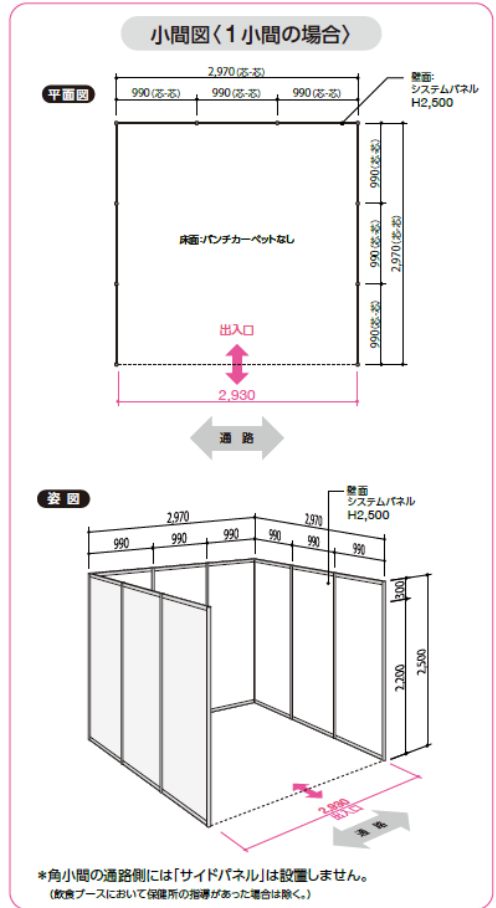 小間図〈1小間の場合〉
平面図
2,970(芯-芯)
990(芯-芯) 990(芯-芯) 990(芯-芯)
壁面:
システムパネル
H2,500
990(芯-芯)
990(芯-芯)
990(芯-芯)
2,970(芯-芯)
床面:パンチカーペットなし
出入口
2,930
通 路
姿 図
壁面
システムパネル
H2,500
2,970
990 990 990
2,970
990 990 990
300
2,200
2,500
2,930
出入口
通 路
*角小間の通路側には「サイドパネル」は設置しません。
(飲食ブースにおいて保健所の指導があった場合は除く。)